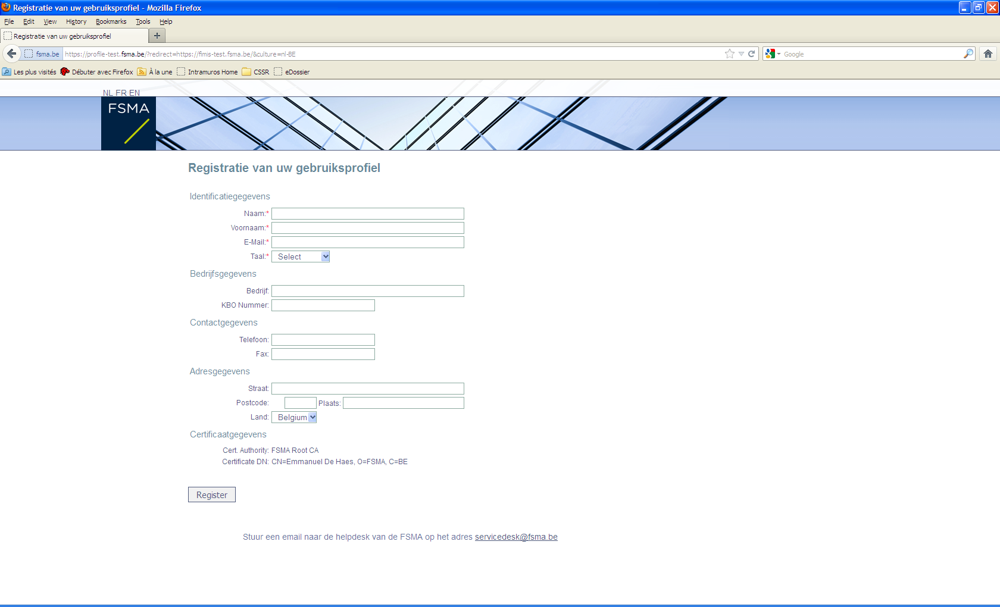 Registratie van uw gebruiksprofiel - Mozilla Firefox
File Edit View History Bookmarks Tools Help
Registratie van uw gebruiksprofiel +
fsma.be https://profile-test.fsma.be/?redirect=https://fimis-test.fsma.be/&culture=nl-BE Google
Les plus visités Débuter avec Firefox À la une Intramuros Home CSSR eDossier
NL FR EN
FSMA
Registratie van uw gebruiksprofiel
Identificatiegegevens
Naam:*
Voornaam:*
E-Mail:*
Taal:* Select
Bedrijfsgegevens
Bedrijf:
KBO Nummer:
Contactgegevens
Telefoon:
Fax:
Adresgegevens
Straat:
Postcode: Plaats:
Land: Belgium
Certificaatgegevens
Cert. Authority: FSMA Root CA
Certificate DN: CN=Emmanuel De Haes, O=FSMA, C=BE
Register
Stuur een email naar de helpdesk van de FSMA op het adres servicedesk@fsma.be